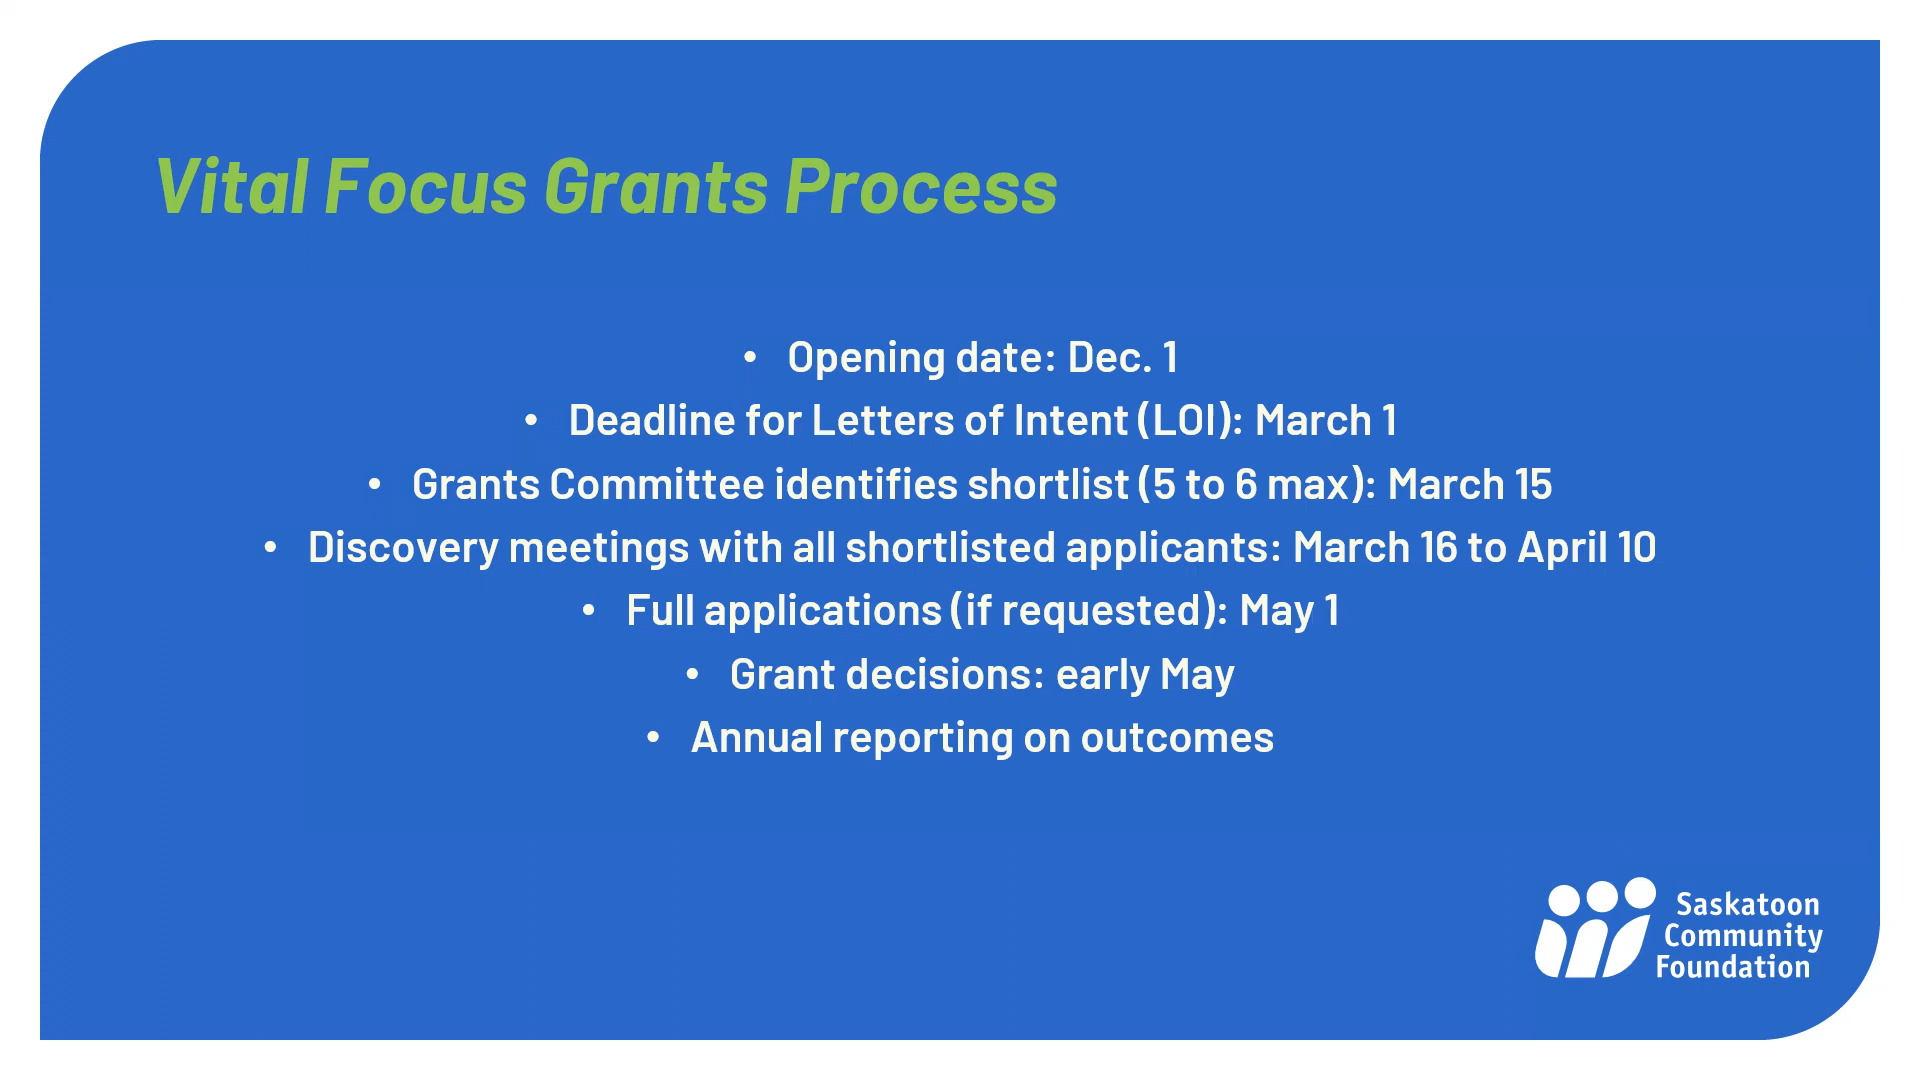 Vital Focus Grants Process
• Opening date: Dec. 1
• Deadline for Letters of Intent (LOI): March 1
• Grants Committee identifies shortlist (5 to 6 max): March 15
• Discovery meetings with all shortlisted applicants: March 16 to April 10
• Full applications (if requested): May 1
• Grant decisions: early May
• Annual reporting on outcomes
Saskatoon
Community
Foundation